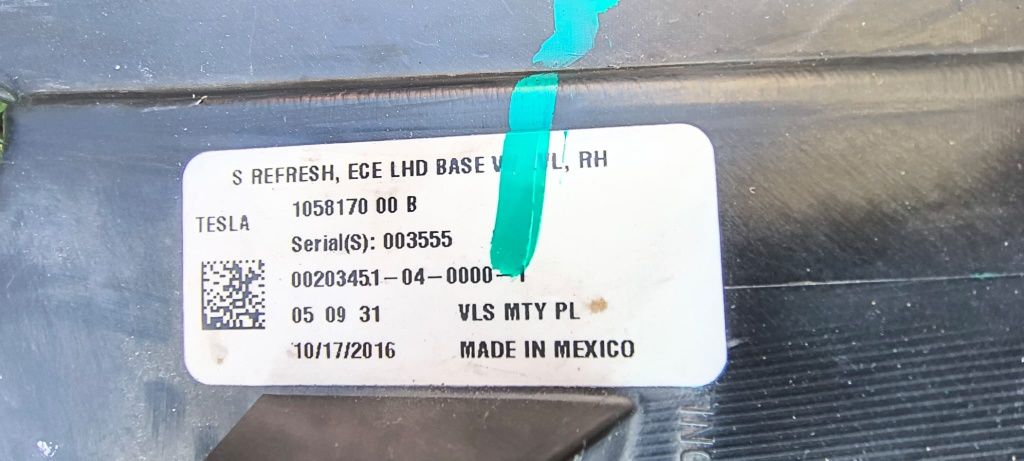 S REFRESH, ECE LHD BASE VL, RH
1058170 00 B
TESLA
Serial(S): 003555
00203451-04-0000-1
05 09 31 VLS MTY PL
10/17/2016 MADE IN MEXICO